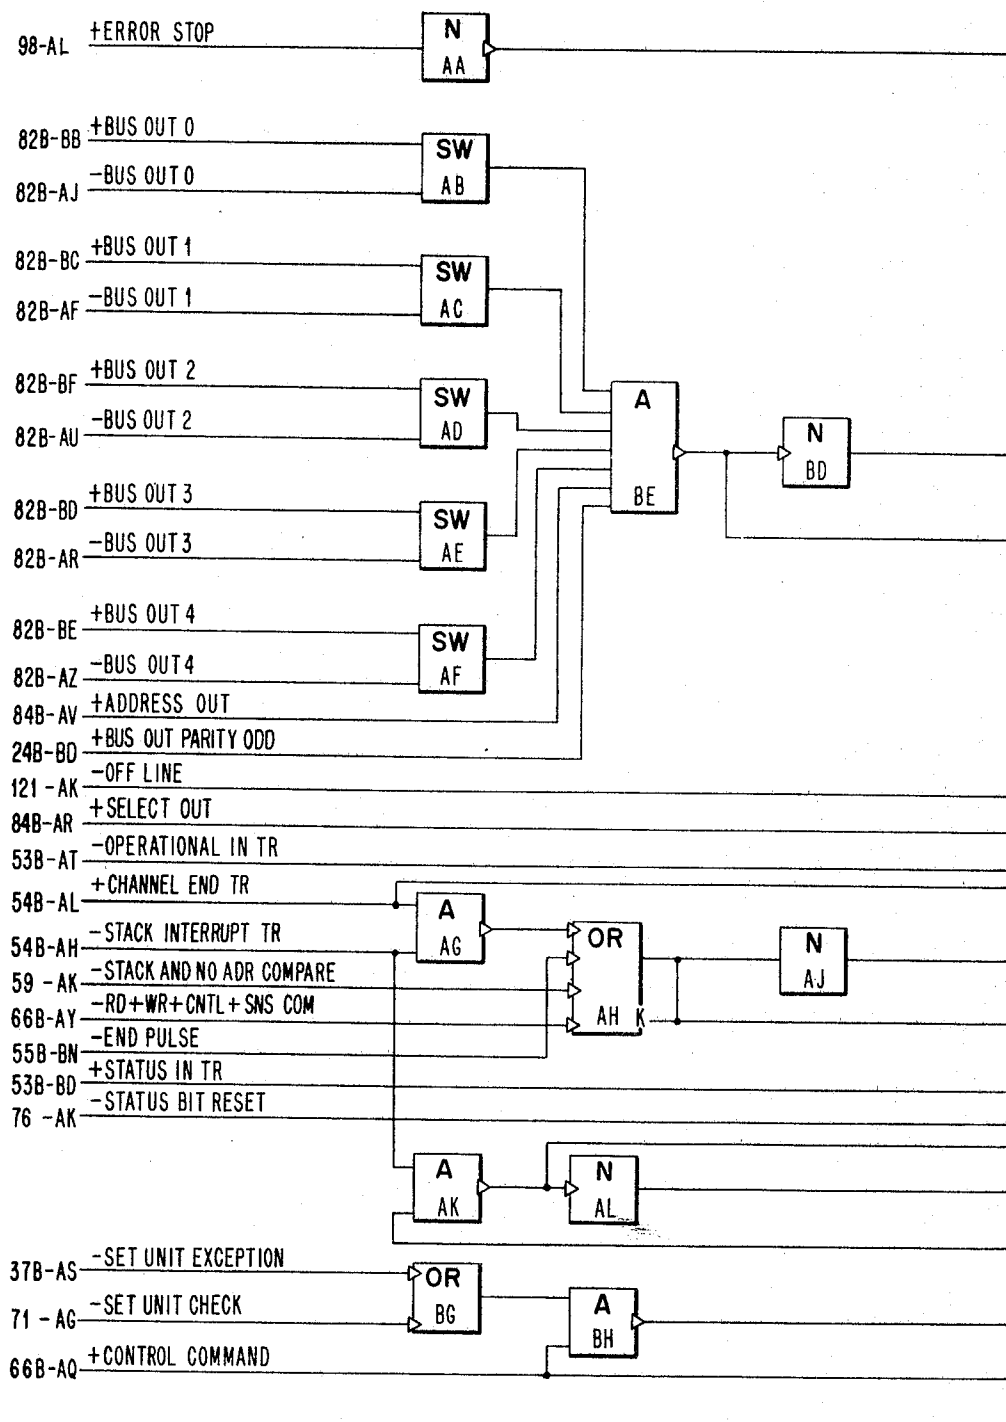 98-AL +ERROR STOP
N
AA
82B-BB +BUS OUT 0
SW
82B-AJ -BUS OUT 0
AB
82B-BC +BUS OUT 1
SW
82B-AF -BUS OUT 1
AC
82B-BF +BUS OUT 2
SW
A
82B-AU -BUS OUT 2
AD
N
BD
82B-BD +BUS OUT 3
BE
SW
82B-AR -BUS OUT 3
AE
82B-BE +BUS OUT 4
SW
82B-AZ -BUS OUT 4
AF
84B-AV +ADDRESS OUT
24B-BD +BUS OUT PARITY ODD
121-AK -OFF LINE
84B-AR +SELECT OUT
53B-AT -OPERATIONAL IN TR
54B-AL +CHANNEL END TR
A
54B-AH -STACK INTERRUPT TR
AG
OR
N
59-AK -STACK AND NO ADR COMPARE
AJ
66B-AY -RD+WR+CNTL+SNS COM
AH K
55B-BN -END PULSE
53B-BD +STATUS IN TR
76-AK -STATUS BIT RESET
A
N
AK
AL
37B-AS -SET UNIT EXCEPTION
OR
71-AG -SET UNIT CHECK
BG
A
BH
66B-AQ +CONTROL COMMAND